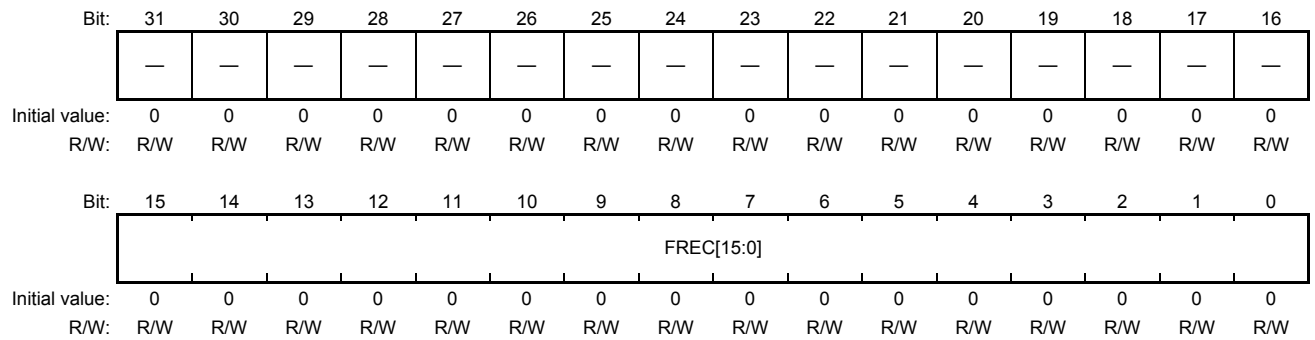 Bit: 31 30 29 28 27 26 25 24 23 22 21 20 19 18 17 16
— — — — — — — — — — — — — — — —
Initial value: 0 0 0 0 0 0 0 0 0 0 0 0 0 0 0 0
R/W: R/W R/W R/W R/W R/W R/W R/W R/W R/W R/W R/W R/W R/W R/W R/W R/W
Bit: 15 14 13 12 11 10 9 8 7 6 5 4 3 2 1 0
FREC[15:0]
Initial value: 0 0 0 0 0 0 0 0 0 0 0 0 0 0 0 0
R/W: R/W R/W R/W R/W R/W R/W R/W R/W R/W R/W R/W R/W R/W R/W R/W R/W